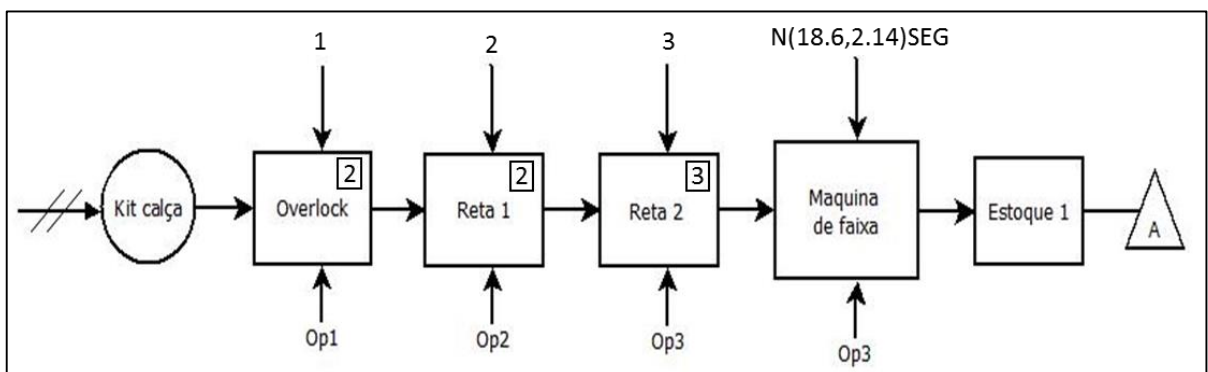 1
2
3
N(18.6,2.14)SEG
Kit calça
Overlock
2
Reta 1
2
Reta 2
3
Maquina
de faixa
Estoque 1
A
Op1
Op2
Op3
Op3